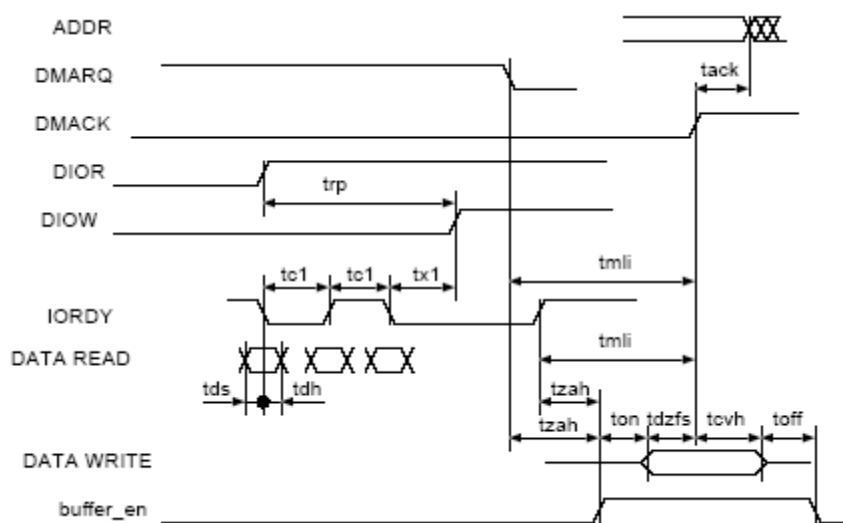 ADDR
tack
DMARQ
DMACK
DIOR
trp
DIOW
tc1 tc1 tx1 tmli
IORDY
tmli
DATA READ
tds tdh tzah
tzah ton tdzfs tcvh toff
DATA WRITE
buffer_en